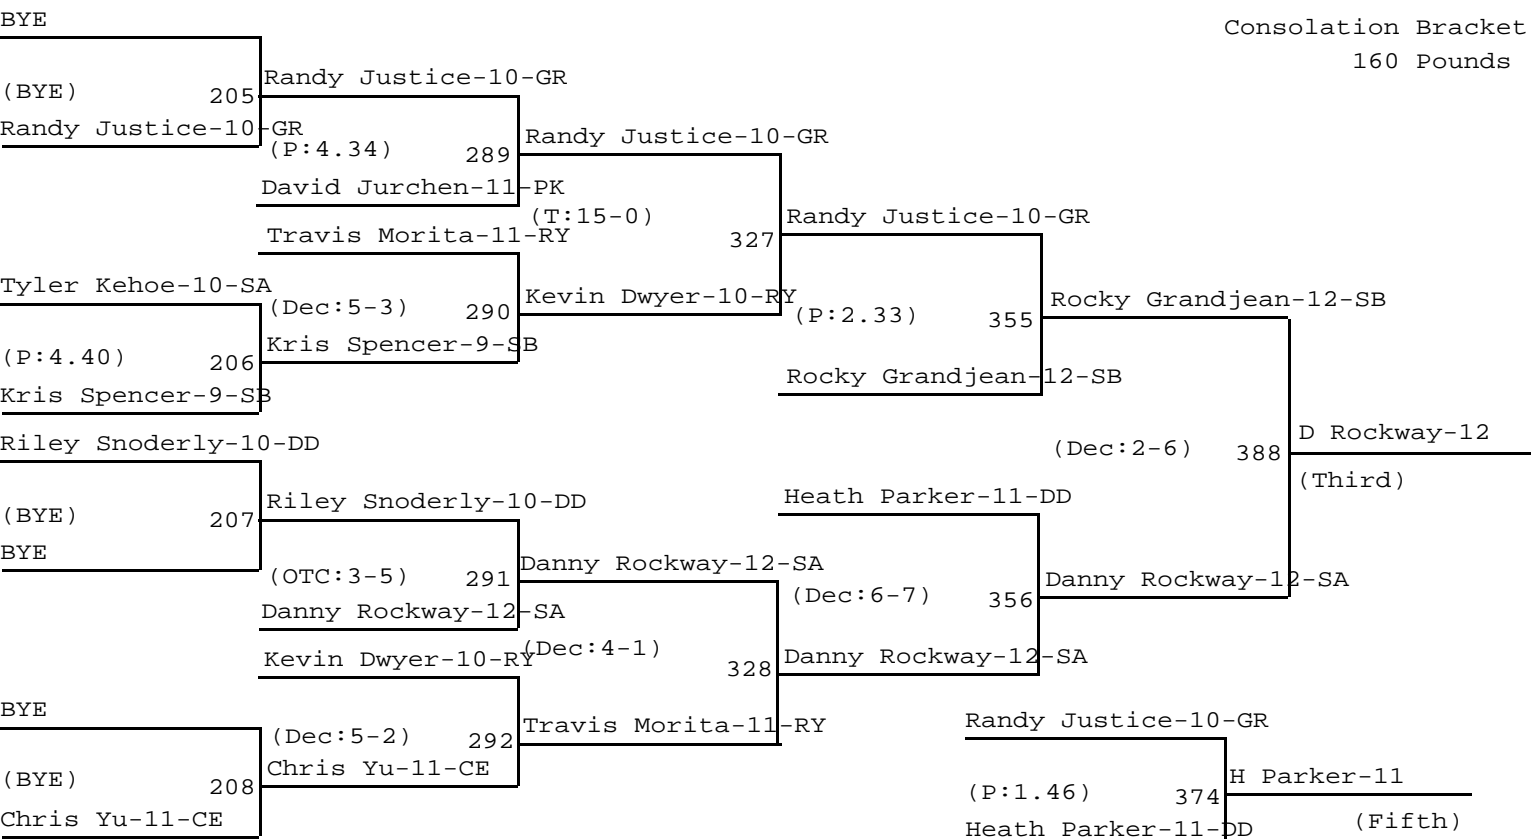 BYE
Consolation Bracket
160 Pounds
Randy Justice-10-GR
(BYE) 205
Randy Justice-10-GR
Randy Justice-10-GR
(P:4.34) 289
David Jurchen-11-PK
(T:15-0)
Randy Justice-10-GR
Travis Morita-11-RY
327
Tyler Kehoe-10-SA
(Dec:5-3) 290
Kevin Dwyer-10-RY
Rocky Grandjean-12-SB
(P:2.33) 355
Kris Spencer-9-SB
(P:4.40) 206
Rocky Grandjean-12-SB
Kris Spencer-9-SB
Riley Snoderly-10-DD
D Rockway-12
(Dec:2-6) 388
(Third)
Riley Snoderly-10-DD
Heath Parker-11-DD
(BYE) 207
BYE
Danny Rockway-12-SA
(OTC:3-5) 291
Danny Rockway-12-SA
(Dec:6-7) 356
Danny Rockway-12-SA
(Dec:4-1)
Kevin Dwyer-10-RY
328
Danny Rockway-12-SA
BYE
Travis Morita-11-RY
Randy Justice-10-GR
(Dec:5-2) 292
Chris Yu-11-CE
(BYE) 208
H Parker-11
(P:1.46) 374
Chris Yu-11-CE
(Fifth)
Heath Parker-11-DD